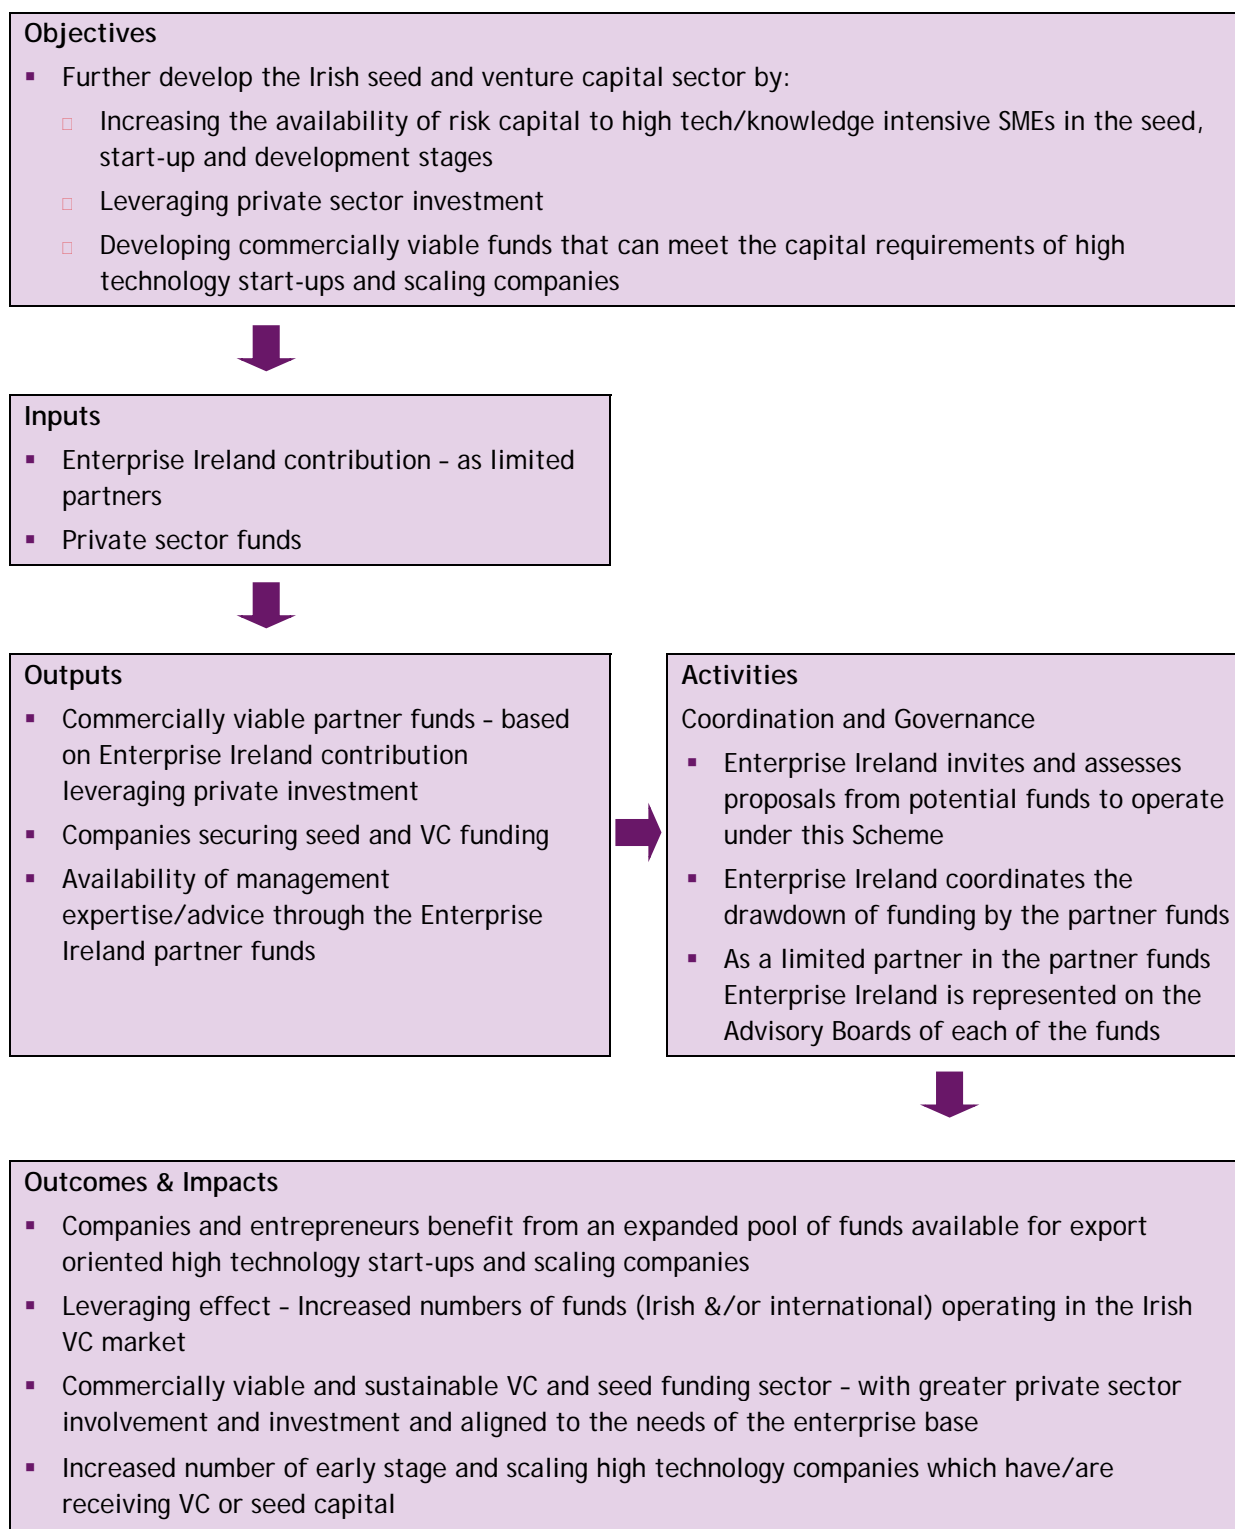 Objectives
▪ Further develop the Irish seed and venture capital sector by:
□ Increasing the availability of risk capital to high tech/knowledge intensive SMEs in the seed,
start-up and development stages
□ Leveraging private sector investment
□ Developing commercially viable funds that can meet the capital requirements of high
technology start-ups and scaling companies
Inputs
▪ Enterprise Ireland contribution – as limited
partners
▪ Private sector funds
Outputs
▪ Commercially viable partner funds – based
on Enterprise Ireland contribution
leveraging private investment
▪ Companies securing seed and VC funding
▪ Availability of management
expertise/advice through the Enterprise
Ireland partner funds
Activities
Coordination and Governance
▪ Enterprise Ireland invites and assesses
proposals from potential funds to operate
under this Scheme
▪ Enterprise Ireland coordinates the
drawdown of funding by the partner funds
▪ As a limited partner in the partner funds
Enterprise Ireland is represented on the
Advisory Boards of each of the funds
Outcomes & Impacts
▪ Companies and entrepreneurs benefit from an expanded pool of funds available for export
oriented high technology start-ups and scaling companies
▪ Leveraging effect – Increased numbers of funds (Irish &/or international) operating in the Irish
VC market
▪ Commercially viable and sustainable VC and seed funding sector – with greater private sector
involvement and investment and aligned to the needs of the enterprise base
▪ Increased number of early stage and scaling high technology companies which have/are
receiving VC or seed capital